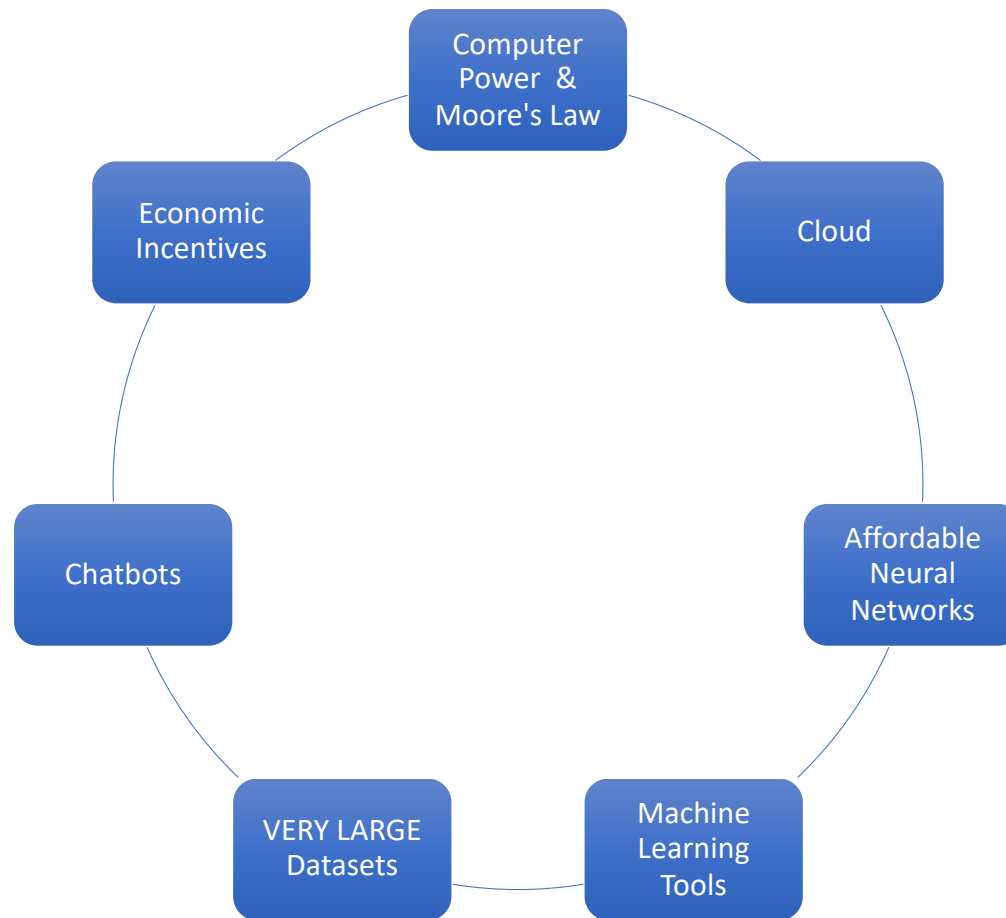 Computer
Power & 
Moore's Law
Cloud
Affordable
Neural
Networks
Machine
Learning
Tools
VERY LARGE
Datasets
Chatbots
Economic
Incentives